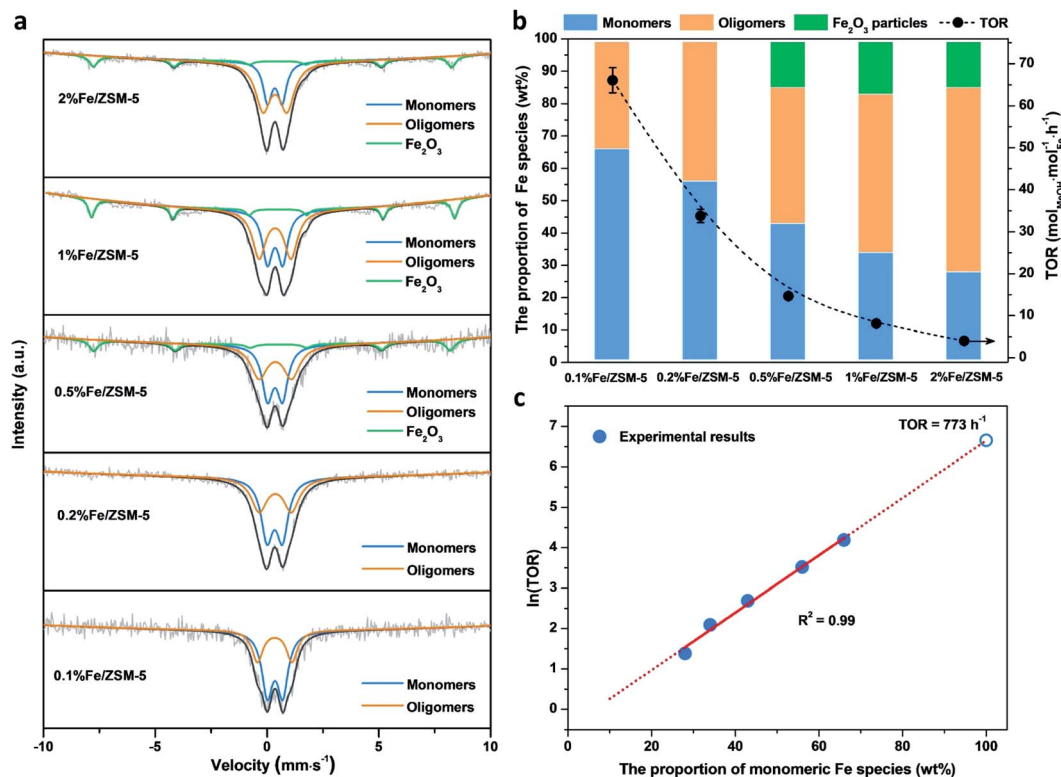 a
2%Fe/ZSM-5
Monomers
Oligomers
Fe₂O₃
1%Fe/ZSM-5
Monomers
Oligomers
Fe₂O₃
0.5%Fe/ZSM-5
Monomers
Oligomers
Fe₂O₃
0.2%Fe/ZSM-5
Monomers
Oligomers
0.1%Fe/ZSM-5
Monomers
Oligomers
Intensity (a.u.)
-10 -5 0 5 10
Velocity (mm·s⁻¹)
b
Monomers Oligomers Fe₂O₃ particles TOR
The proportion of Fe species (wt%)
100
90
80
70
60
50
40
30
20
10
0
70
60
50
40
30
20
10
0
TOR (mol_MeOH·mol⁻¹_Fe·h⁻¹)
0.1%Fe/ZSM-5 0.2%Fe/ZSM-5 0.5%Fe/ZSM-5 1%Fe/ZSM-5 2%Fe/ZSM-5
c
Experimental results
TOR = 773 h⁻¹
R² = 0.99
ln(TOR)
7
6
5
4
3
2
1
0
0 20 40 60 80 100
The proportion of monomeric Fe species (wt%)